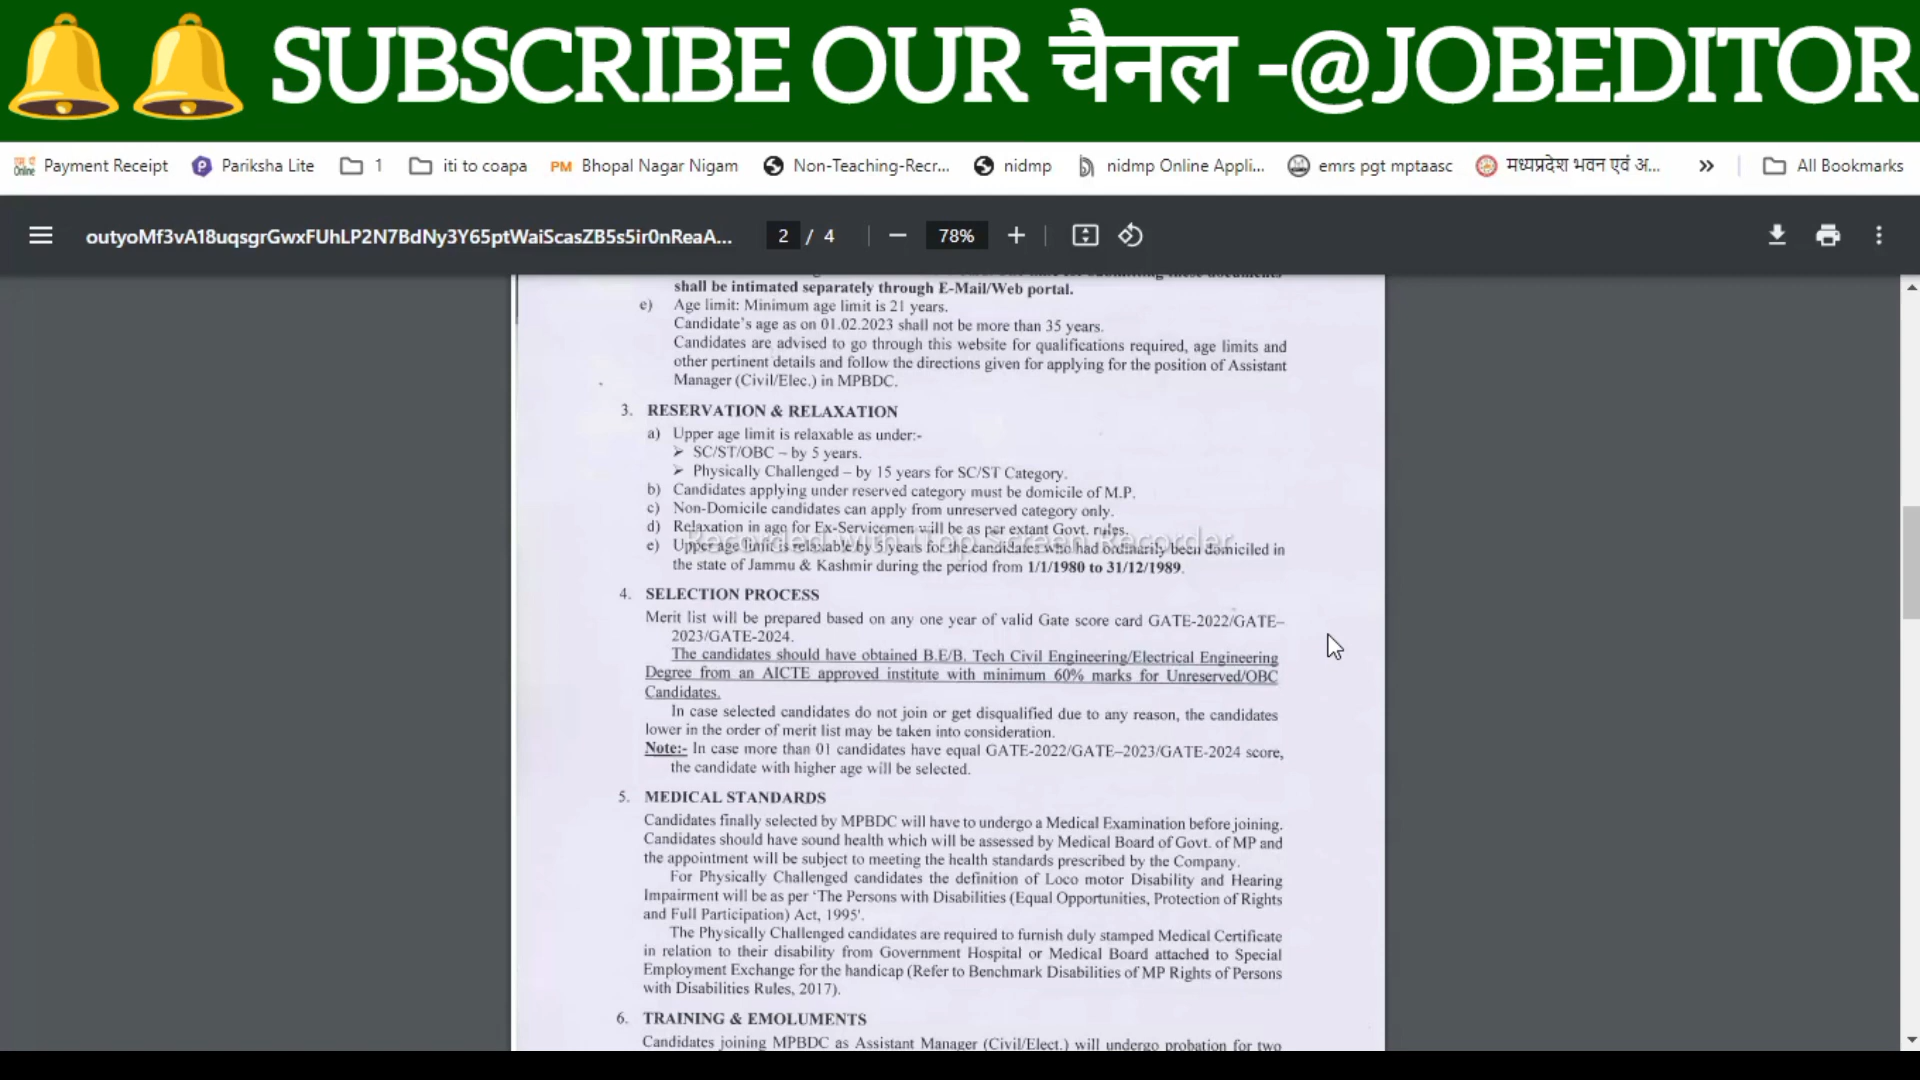 SUBSCRIBE OUR चैनल -@JOBEDITOR
Payment Receipt Pariksha Lite 1 iti to coapa PM Bhopal Nagar Nigam Non-Teaching-Recr... nidmp nidmp Online Appli... emrs pgt mptaasc मध्यप्रदेश भवन एवं अ... » All Bookmarks
outyoMf3vA18uqsgrGwxFUhLP2N7BdNy3Y65ptWaiScasZB5s5ir0nReaA... 2 / 4 − 78% +
shall be intimated separately through E-Mail/Web portal.
e) Age limit: Minimum age limit is 21 years.
Candidate's age as on 01.02.2023 shall not be more than 35 years.
Candidates are advised to go through this website for qualifications required, age limits and
other pertinent details and follow the directions given for applying for the position of Assistant
Manager (Civil/Elec.) in MPBDC.
3. RESERVATION & RELAXATION
a) Upper age limit is relaxable as under:-
➢ SC/ST/OBC – by 5 years.
➢ Physically Challenged – by 15 years for SC/ST Category.
b) Candidates applying under reserved category must be domicile of M.P.
c) Non-Domicile candidates can apply from unreserved category only.
d) Relaxation in age for Ex-Servicemen will be as per extant Govt. rules.
Recorded with iTop Screen Recorder
e) Upper age limit is relaxable by 5 years for the candidates who had ordinarily been domiciled in
the state of Jammu & Kashmir during the period from 1/1/1980 to 31/12/1989.
4. SELECTION PROCESS
Merit list will be prepared based on any one year of valid Gate score card GATE-2022/GATE–
2023/GATE-2024.
The candidates should have obtained B.E/B. Tech Civil Engineering/Electrical Engineering
Degree from an AICTE approved institute with minimum 60% marks for Unreserved/OBC
Candidates.
In case selected candidates do not join or get disqualified due to any reason, the candidates
lower in the order of merit list may be taken into consideration.
Note:- In case more than 01 candidates have equal GATE-2022/GATE–2023/GATE-2024 score,
the candidate with higher age will be selected.
5. MEDICAL STANDARDS
Candidates finally selected by MPBDC will have to undergo a Medical Examination before joining.
Candidates should have sound health which will be assessed by Medical Board of Govt. of MP and
the appointment will be subject to meeting the health standards prescribed by the Company.
For Physically Challenged candidates the definition of Loco motor Disability and Hearing
Impairment will be as per 'The Persons with Disabilities (Equal Opportunities, Protection of Rights
and Full Participation) Act, 1995'.
The Physically Challenged candidates are required to furnish duly stamped Medical Certificate
in relation to their disability from Government Hospital or Medical Board attached to Special
Employment Exchange for the handicap (Refer to Benchmark Disabilities of MP Rights of Persons
with Disabilities Rules, 2017).
6. TRAINING & EMOLUMENTS
Candidates joining MPBDC as Assistant Manager (Civil/Elect.) will undergo probation for two